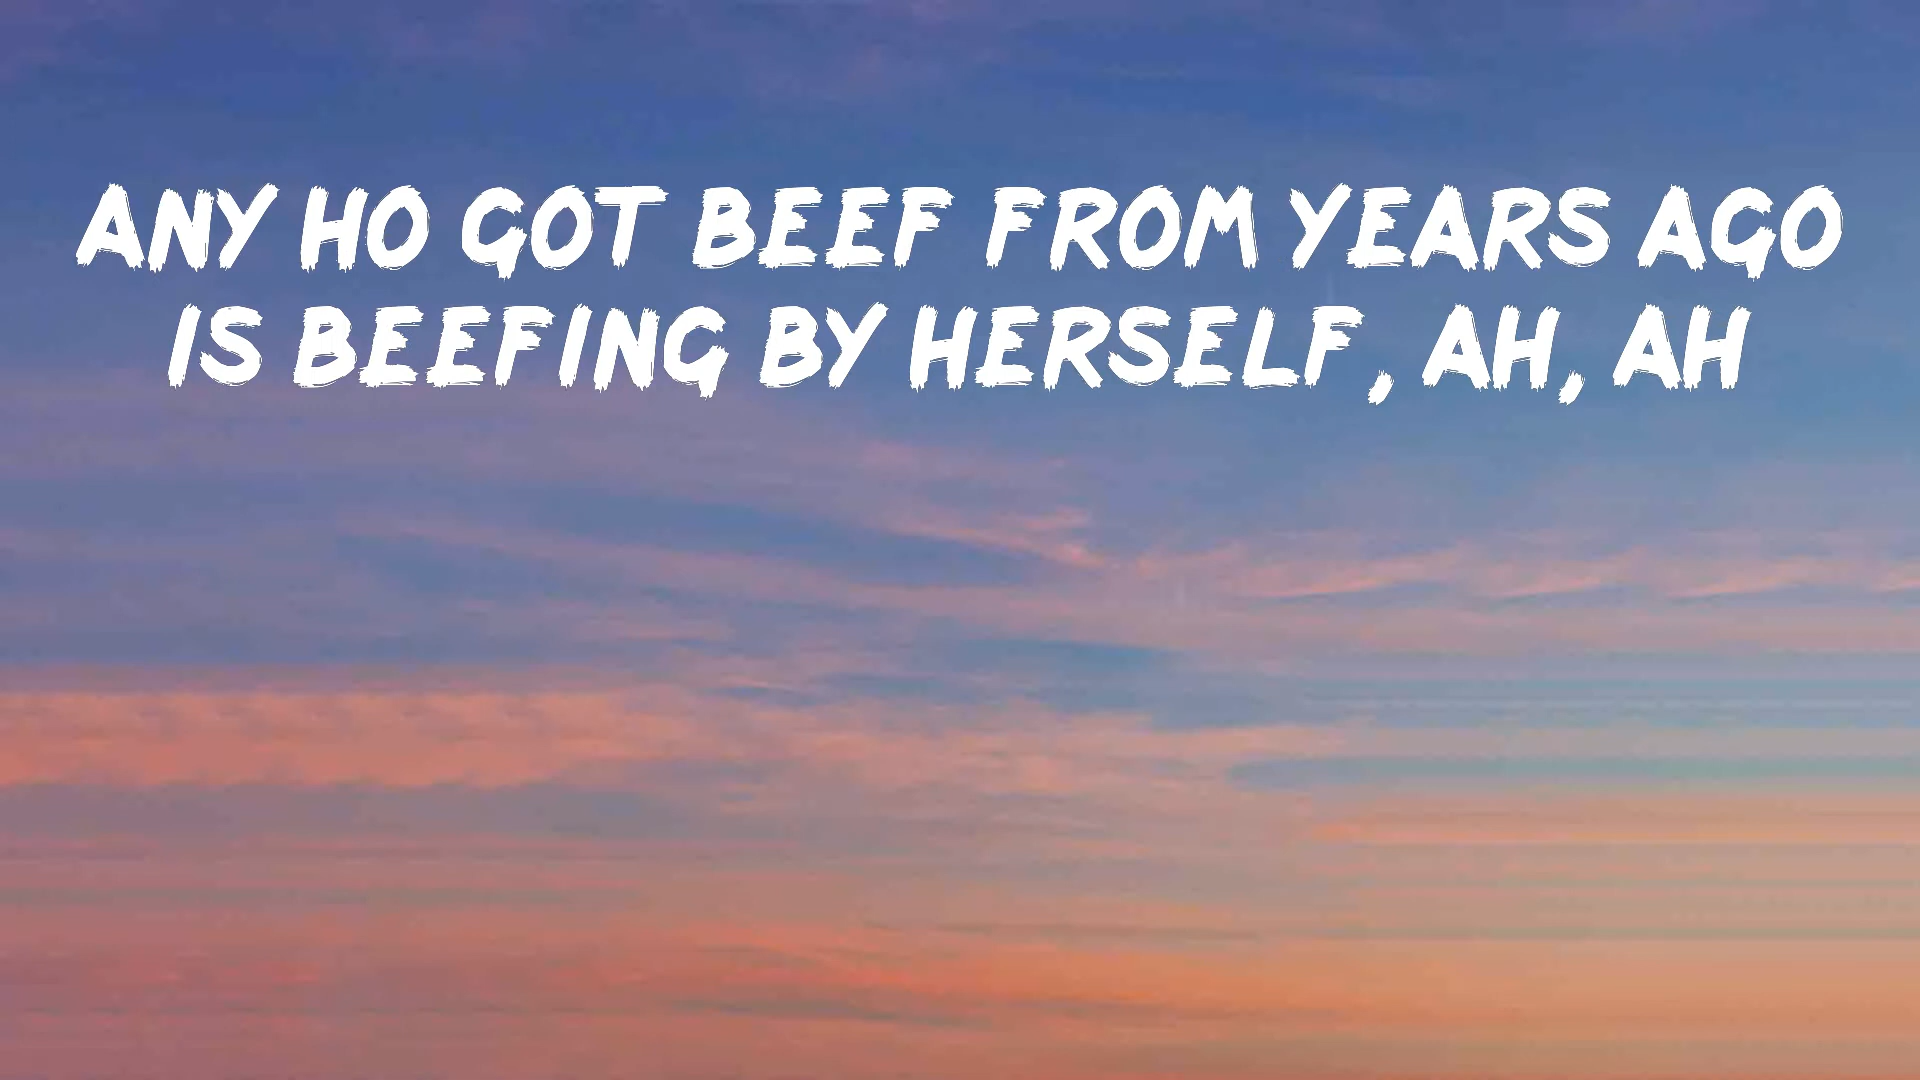 ANY HO GOT BEEF FROM YEARS AGO
IS BEEFING BY HERSELF, AH, AH